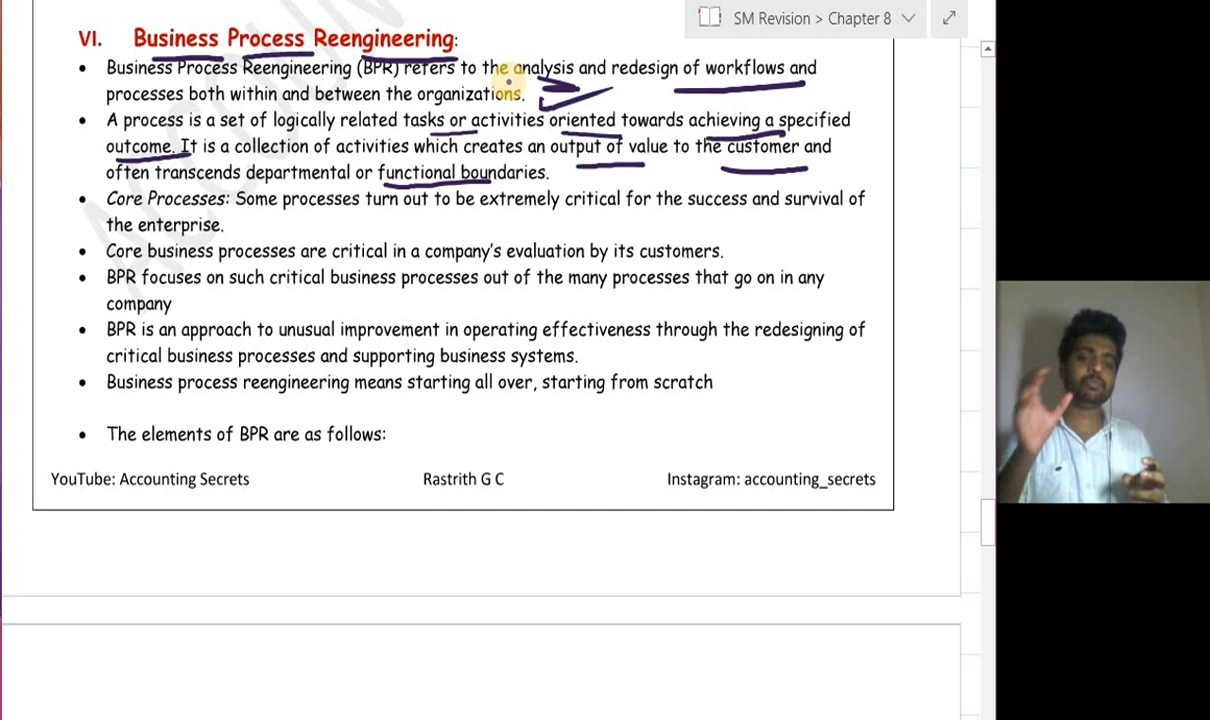 SM Revision > Chapter 8
VI. Business Process Reengineering:
• Business Process Reengineering (BPR) refers to the analysis and redesign of workflows and
processes both within and between the organizations.
• A process is a set of logically related tasks or activities oriented towards achieving a specified
outcome. It is a collection of activities which creates an output of value to the customer and
often transcends departmental or functional boundaries.
• Core Processes: Some processes turn out to be extremely critical for the success and survival of
the enterprise.
• Core business processes are critical in a company's evaluation by its customers.
• BPR focuses on such critical business processes out of the many processes that go on in any
company
• BPR is an approach to unusual improvement in operating effectiveness through the redesigning of
critical business processes and supporting business systems.
• Business process reengineering means starting all over, starting from scratch
• The elements of BPR are as follows:
YouTube: Accounting Secrets Rastrith G C Instagram: accounting_secrets